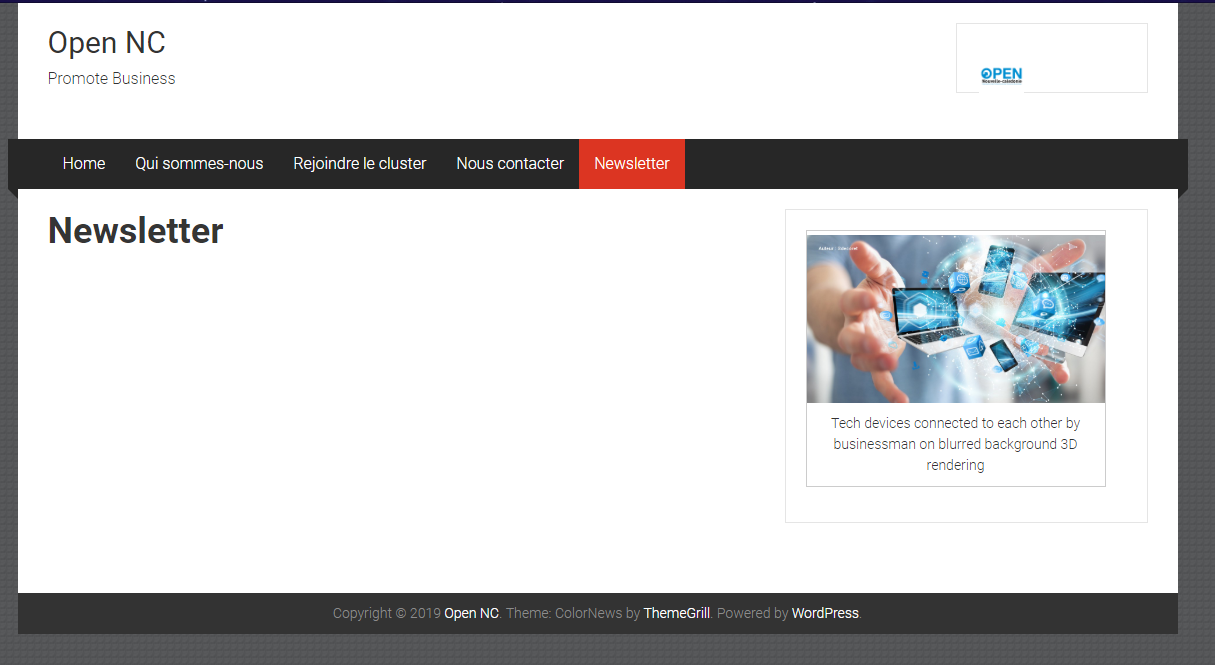 Open NC
Promote Business
OPEN
Nouvelle-calédonie
Home
Qui sommes-nous
Rejoindre le cluster
Nous contacter
Newsletter
Newsletter
Tech devices connected to each other by
businessman on blurred background 3D
rendering
Copyright © 2019 Open NC. Theme: ColorNews by ThemeGrill. Powered by WordPress.